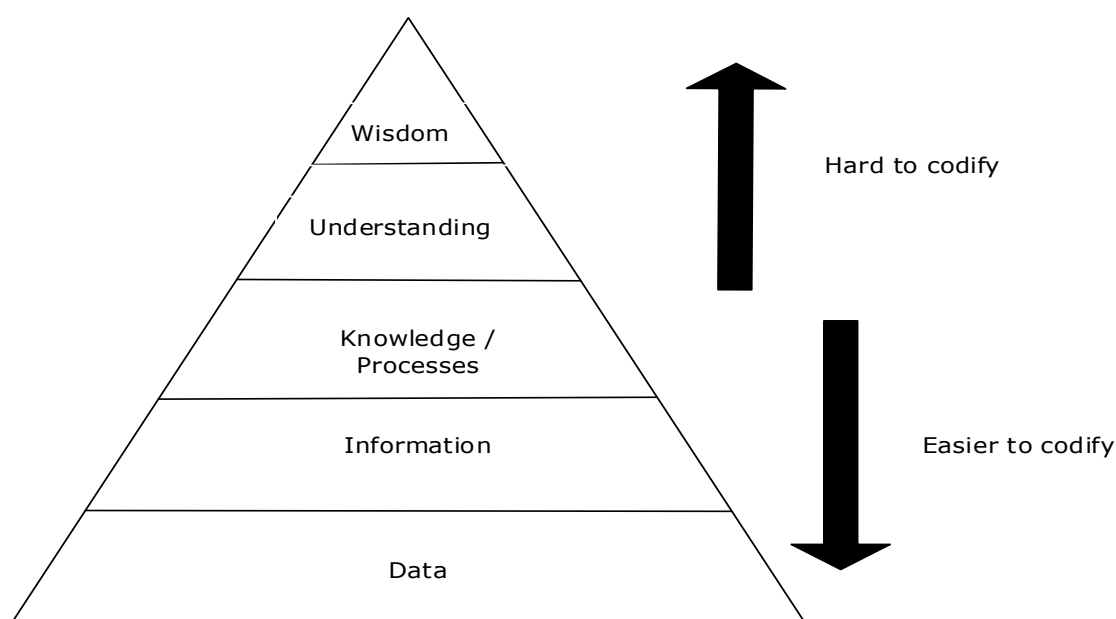 Wisdom
Hard to codify
Understanding
Knowledge /
Processes
Information
Easier to codify
Data